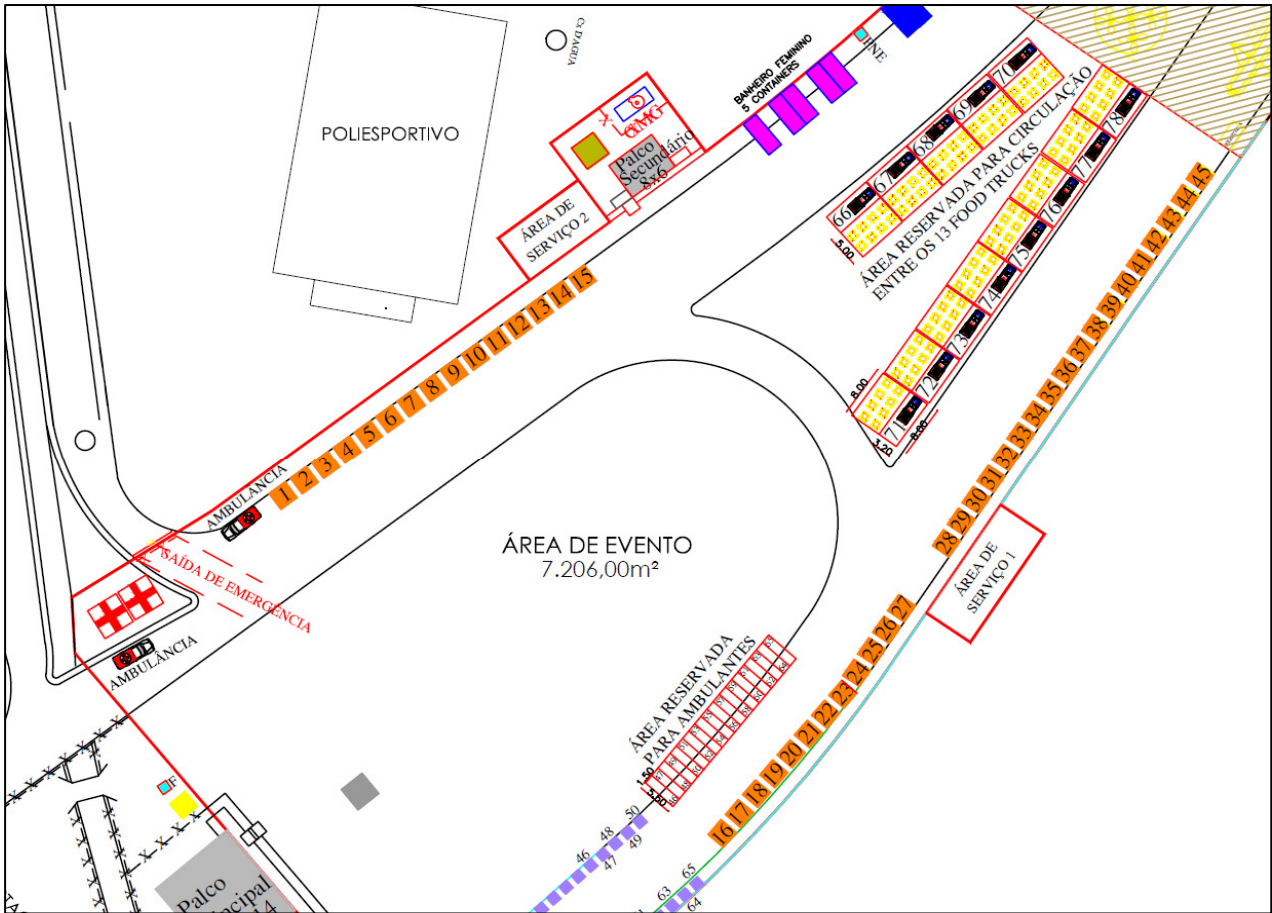 C. D'AGUA
POLIESPORTIVO
BANHEIRO FEMININO
5 CONTAINERS
PNE
Palco
Secundário
8x6
ÁREA DE
SERVIÇO 2
1 2 3 4 5 6 7 8 9 10 11 12 13 14 15
66 67 68 69 70
5.00
ÁREA RESERVADA PARA CIRCULAÇÃO
ENTRE OS 13 FOOD TRUCKS
71 72 73 74 75 76 77 78
8.00
3.20
8.00
AMBULÂNCIA
SAÍDA DE EMERGÊNCIA
AMBULÂNCIA
ÁREA DE EVENTO
7.206,00m²
28 29 30 31 32 33 34 35 36 37 38 39 40 41 42 43 44 45
ÁREA DE
SERVIÇO 1
16 17 18 19 20 21 22 23 24 25 26 27
ÁREA RESERVADA
PARA AMBULANTES
1.50
46 48 50
47 49
63 65
64
F
Palco